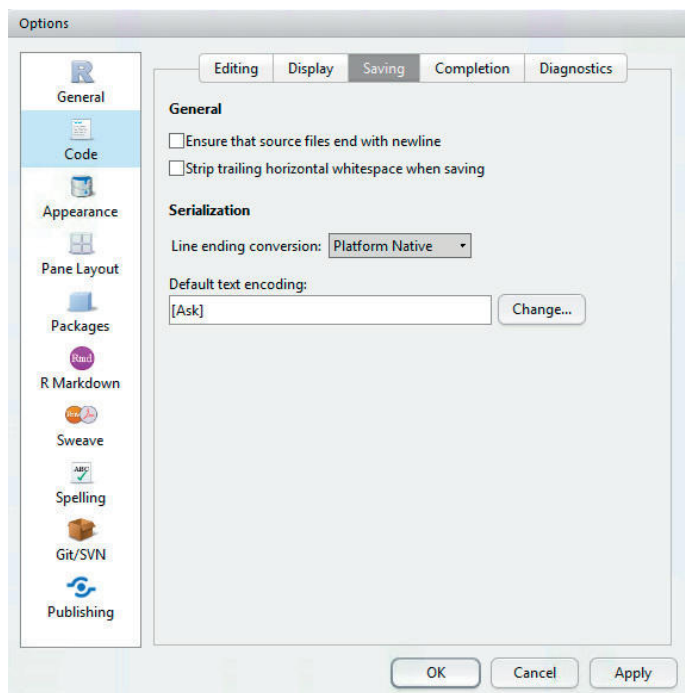 Options
General
Code
Appearance
Pane Layout
Packages
Rmd
R Markdown
Sweave
ABC
Spelling
Git/SVN
Publishing
Editing Display Saving Completion Diagnostics
General
Ensure that source files end with newline
Strip trailing horizontal whitespace when saving
Serialization
Line ending conversion: Platform Native
Default text encoding:
[Ask] Change...
OK Cancel Apply